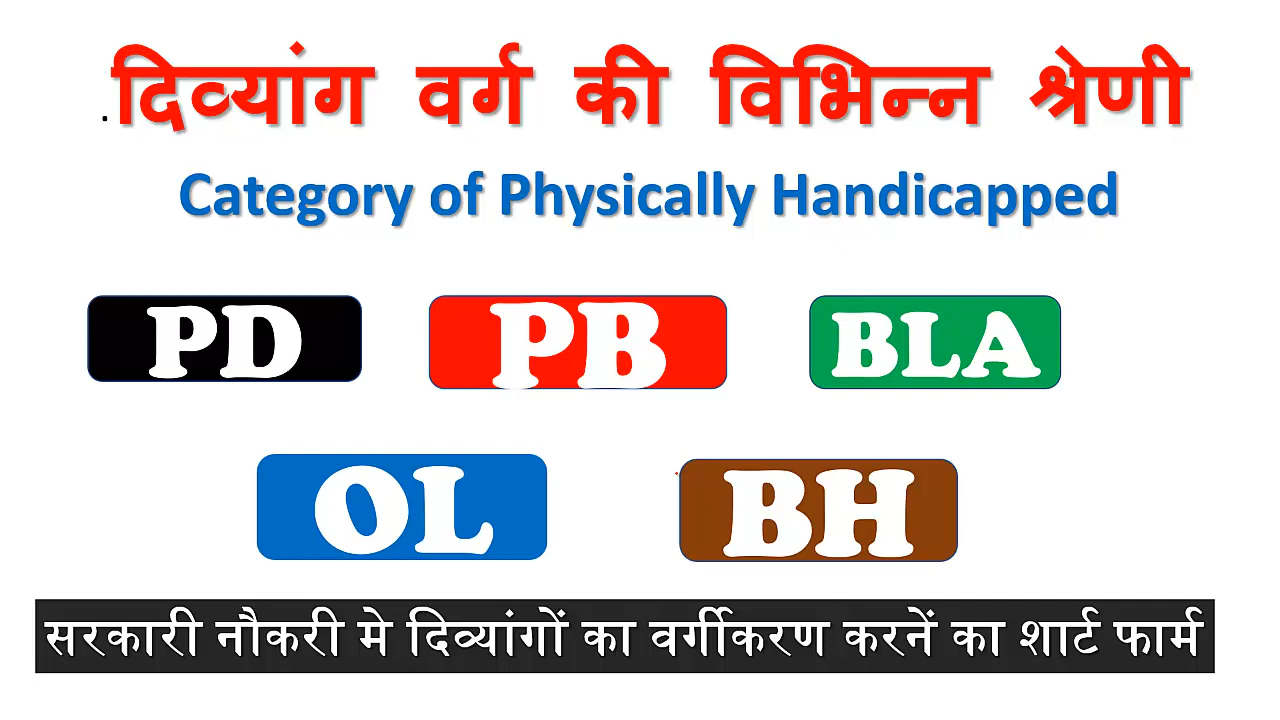 .दिव्यांग वर्ग की विभिन्न श्रेणी
Category of Physically Handicapped
PD PB BLA
OL BH
सरकारी नौकरी मे दिव्यांगों का वर्गीकरण करनें का शार्ट फार्म